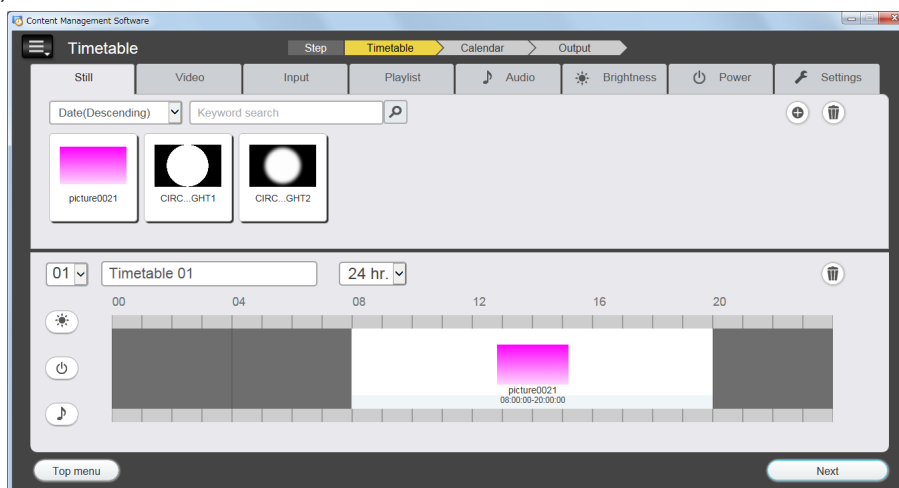 Content Management Software
Timetable
Step Timetable Calendar Output
Still Video Input Playlist Audio Brightness Power Settings
Date(Descending) Keyword search
picture0021 CIRC...GHT1 CIRC...GHT2
01 Timetable 01 24 hr.
00 04 08 12 16 20
picture0021
08:00:00-20:00:00
Top menu Next